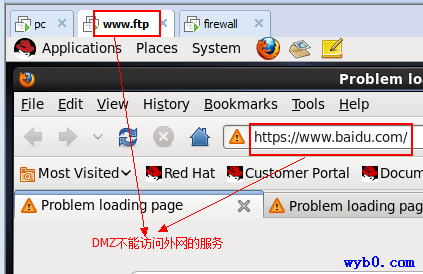 pc www.ftp firewall
Applications Places System
Problem loa
File Edit View History Bookmarks Tools Help
https://www.baidu.com/
Most Visited Red Hat Customer Portal Docum
Problem loading page Problem loading pag
DMZ不能访问外网的服务
wyb0.com